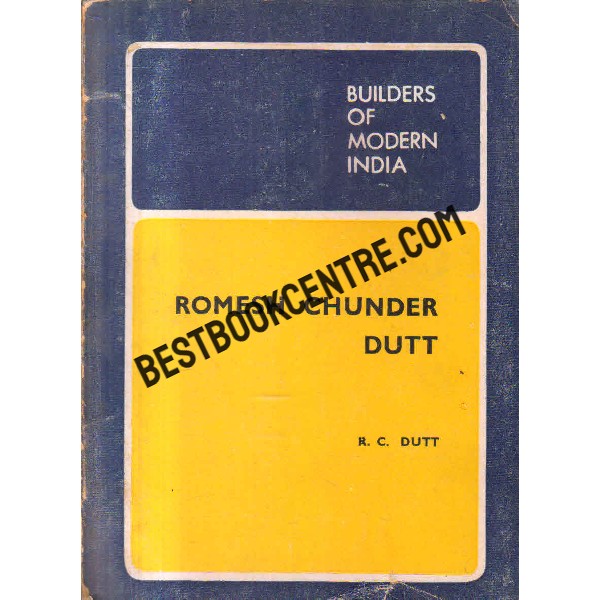 BUILDERS
OF
MODERN
INDIA
BESTBOOKCENTRE.COM
ROMESH CHUNDER
DUTT
R. C. DUTT